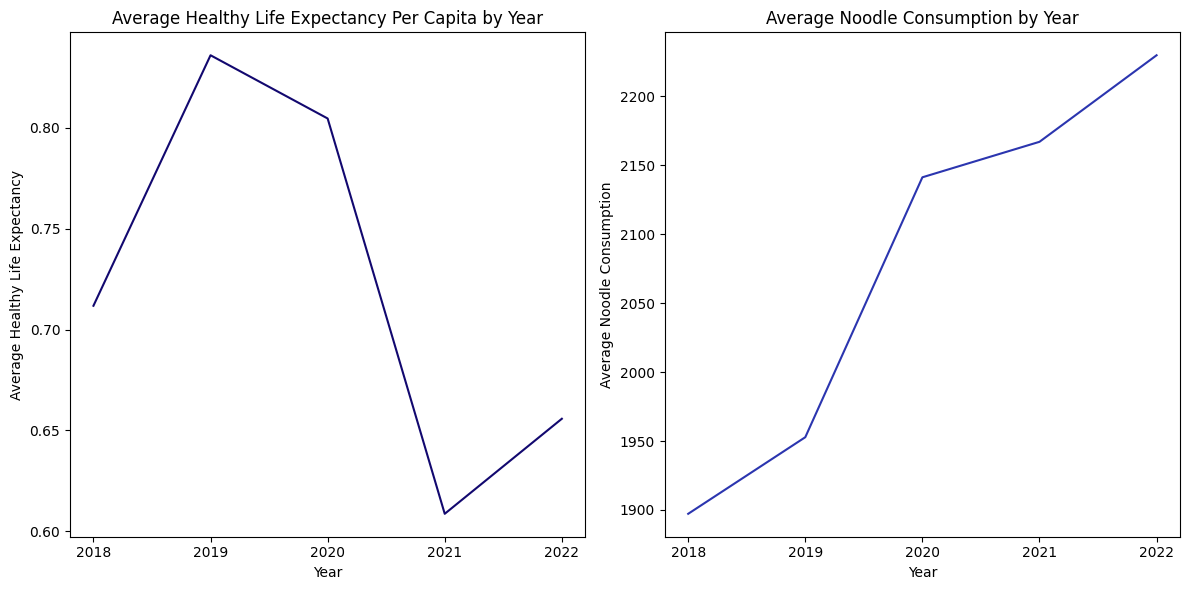 Average Healthy Life Expectancy Per Capita by Year
Average Healthy Life Expectancy
0.80
0.75
0.70
0.65
0.60
2018 2019 2020 2021 2022
Year
Average Noodle Consumption by Year
Average Noodle Consumption
2200
2150
2100
2050
2000
1950
1900
2018 2019 2020 2021 2022
Year